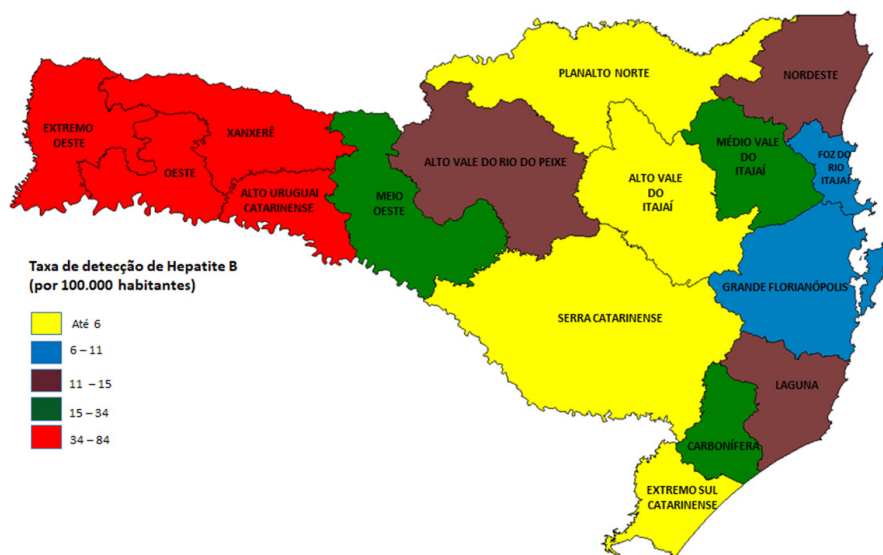 PLANALTO NORTE
NORDESTE
EXTREMO
OESTE
XANXERÊ
OESTE
ALTO URUGUAI
CATARINENSE
MEIO
OESTE
ALTO VALE DO RIO DO PEIXE
ALTO VALE
DO
ITAJAÍ
MÉDIO VALE
DO
ITAJAÍ
FOZ DO
RIO
ITAJAÍ
GRANDE FLORIANÓPOLIS
SERRA CATARINENSE
LAGUNA
CARBONÍFERA
EXTREMO SUL
CATARINENSE
Taxa de detecção de Hepatite B
(por 100.000 habitantes)
Até 6
6 – 11
11 – 15
15 – 34
34 – 84